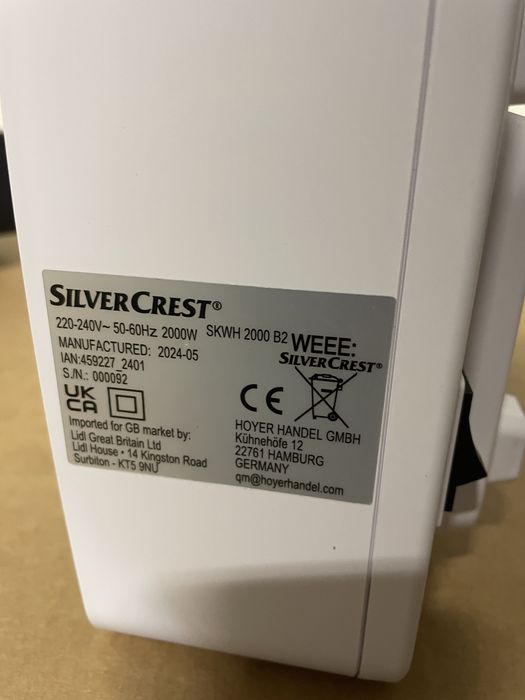 SILVERCREST®
220-240V~ 50-60Hz 2000W SKWH 2000 B2
MANUFACTURED: 2024-05
IAN:459227_2401
S./N.: 000092
WEEE:
SILVERCREST®
UK
CA
CE
Imported for GB market by:
Lidl Great Britain Ltd
Lidl House • 14 Kingston Road
Surbiton - KT5 9NU
HOYER HANDEL GMBH
Kühnehöfe 12
22761 HAMBURG
GERMANY
qm@hoyerhandel.com